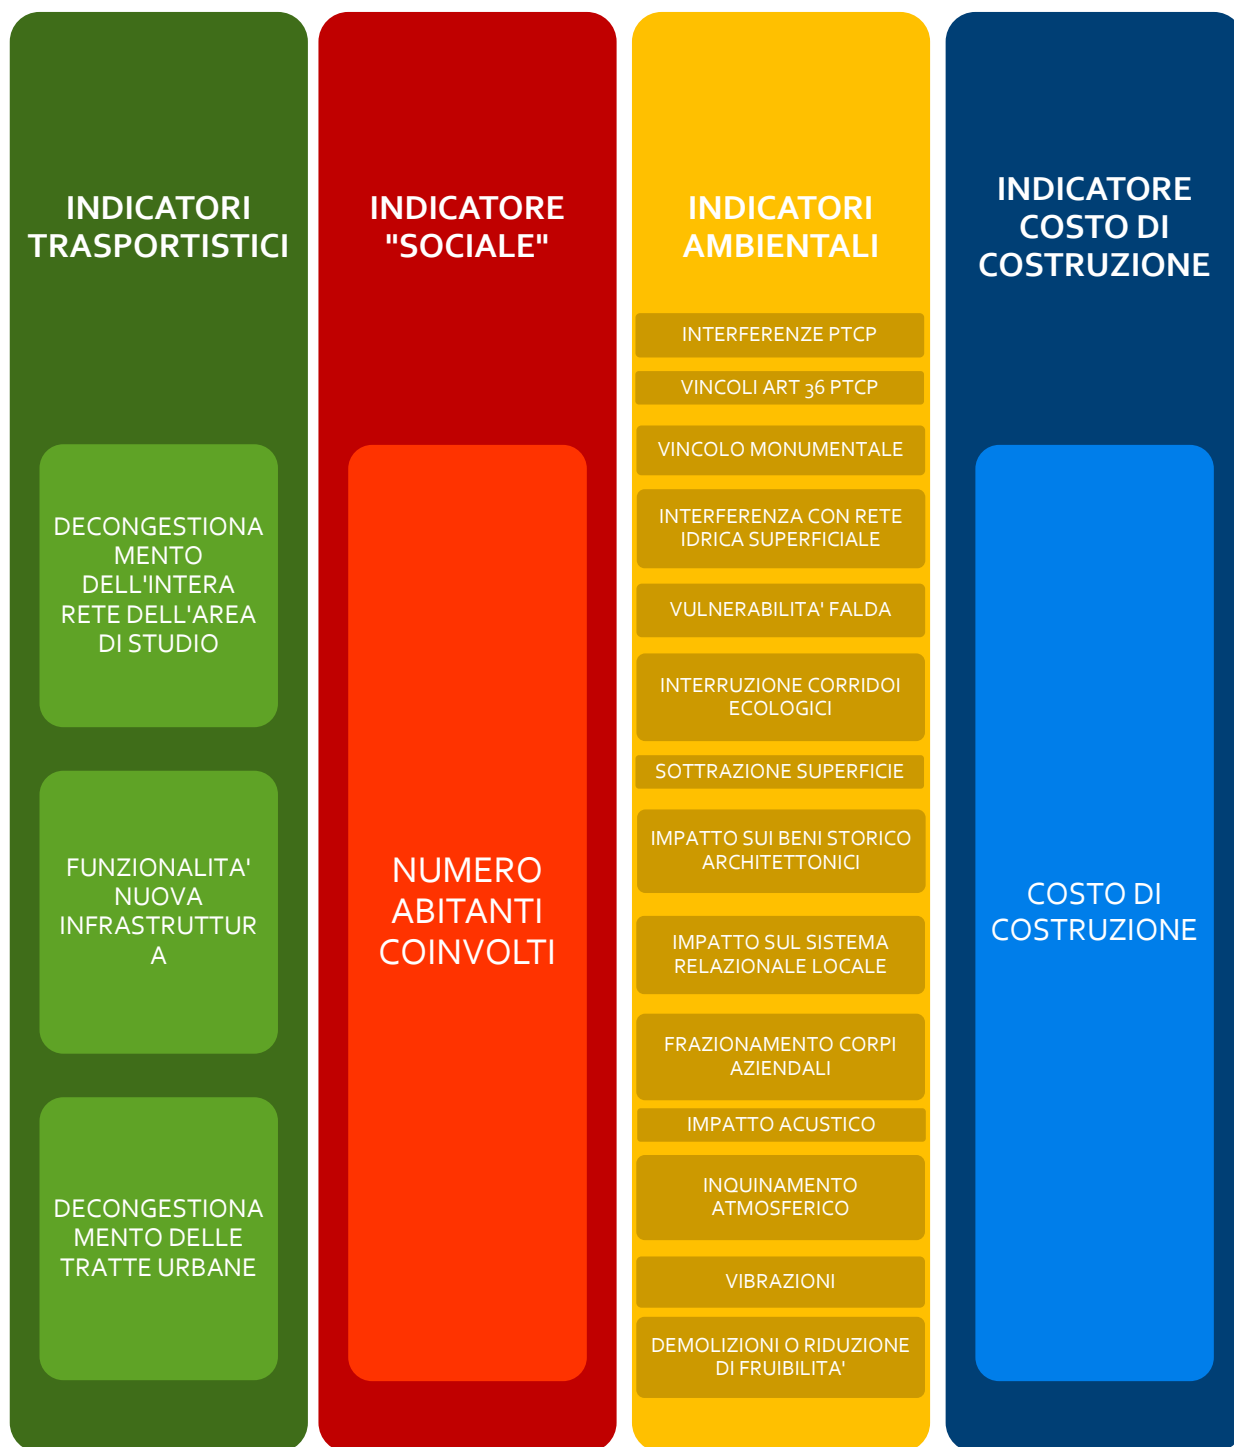 INDICATORI
TRASPORTISTICI
DECONGESTIONA
MENTO
DELL'INTERA
RETE DELL'AREA
DI STUDIO
FUNZIONALITA'
NUOVA
INFRASTRUTTUR
A
DECONGESTIONA
MENTO DELLE
TRATTE URBANE
INDICATORE
"SOCIALE"
NUMERO
ABITANTI
COINVOLTI
INDICATORI
AMBIENTALI
INTERFERENZE PTCP
VINCOLI ART 36 PTCP
VINCOLO MONUMENTALE
INTERFERENZA CON RETE
IDRICA SUPERFICIALE
VULNERABILITA' FALDA
INTERRUZIONE CORRIDOI
ECOLOGICI
SOTTRAZIONE SUPERFICIE
IMPATTO SUI BENI STORICO
ARCHITETTONICI
IMPATTO SUL SISTEMA
RELAZIONALE LOCALE
FRAZIONAMENTO CORPI
AZIENDALI
IMPATTO ACUSTICO
INQUINAMENTO
ATMOSFERICO
VIBRAZIONI
DEMOLIZIONI O RIDUZIONE
DI FRUIBILITA'
INDICATORE
COSTO DI
COSTRUZIONE
COSTO DI
COSTRUZIONE